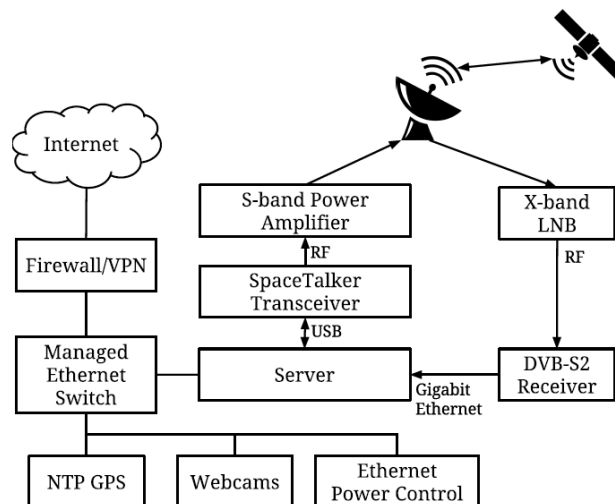 Internet
S-band Power
Amplifier
X-band
LNB
RF
RF
Firewall/VPN
SpaceTalker
Transceiver
USB
Managed
Ethernet
Switch
Server
Gigabit
Ethernet
DVB-S2
Receiver
NTP GPS
Webcams
Ethernet
Power Control